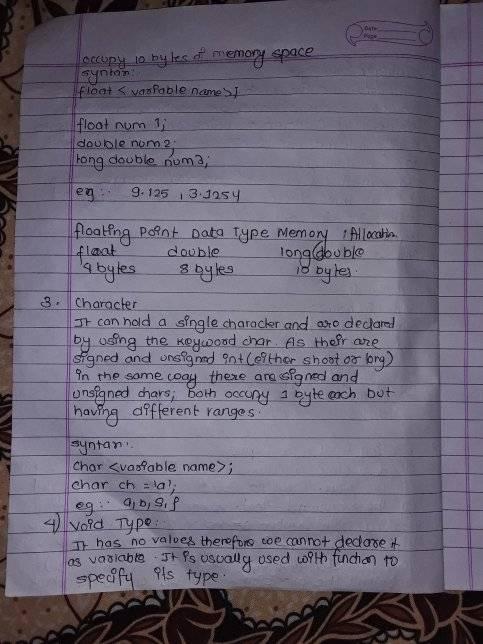 Date
Page
occupy 10 bytes of memory space
syntax:
float <variable name>;
float num 1;
double num2;
long double num3;
eg:- 9.125 , 3.1254
floating Point Data Type Memory Allocation
float double long double
4 bytes 8 bytes 10 bytes.
3. Character
It can hold a single character and are declared
by using the keyword char. As their are
signed and unsigned int (either short or long)
in the same way there are signed and
unsigned chars; both occupy 1 byte each but
having different ranges.
syntax:
char <variable name>;
char ch = 'a';
eg:- a, b, g,
4) Void Type:
It has no values therefore we cannot declare it
as variable. It is usually used with function to
specify its type.